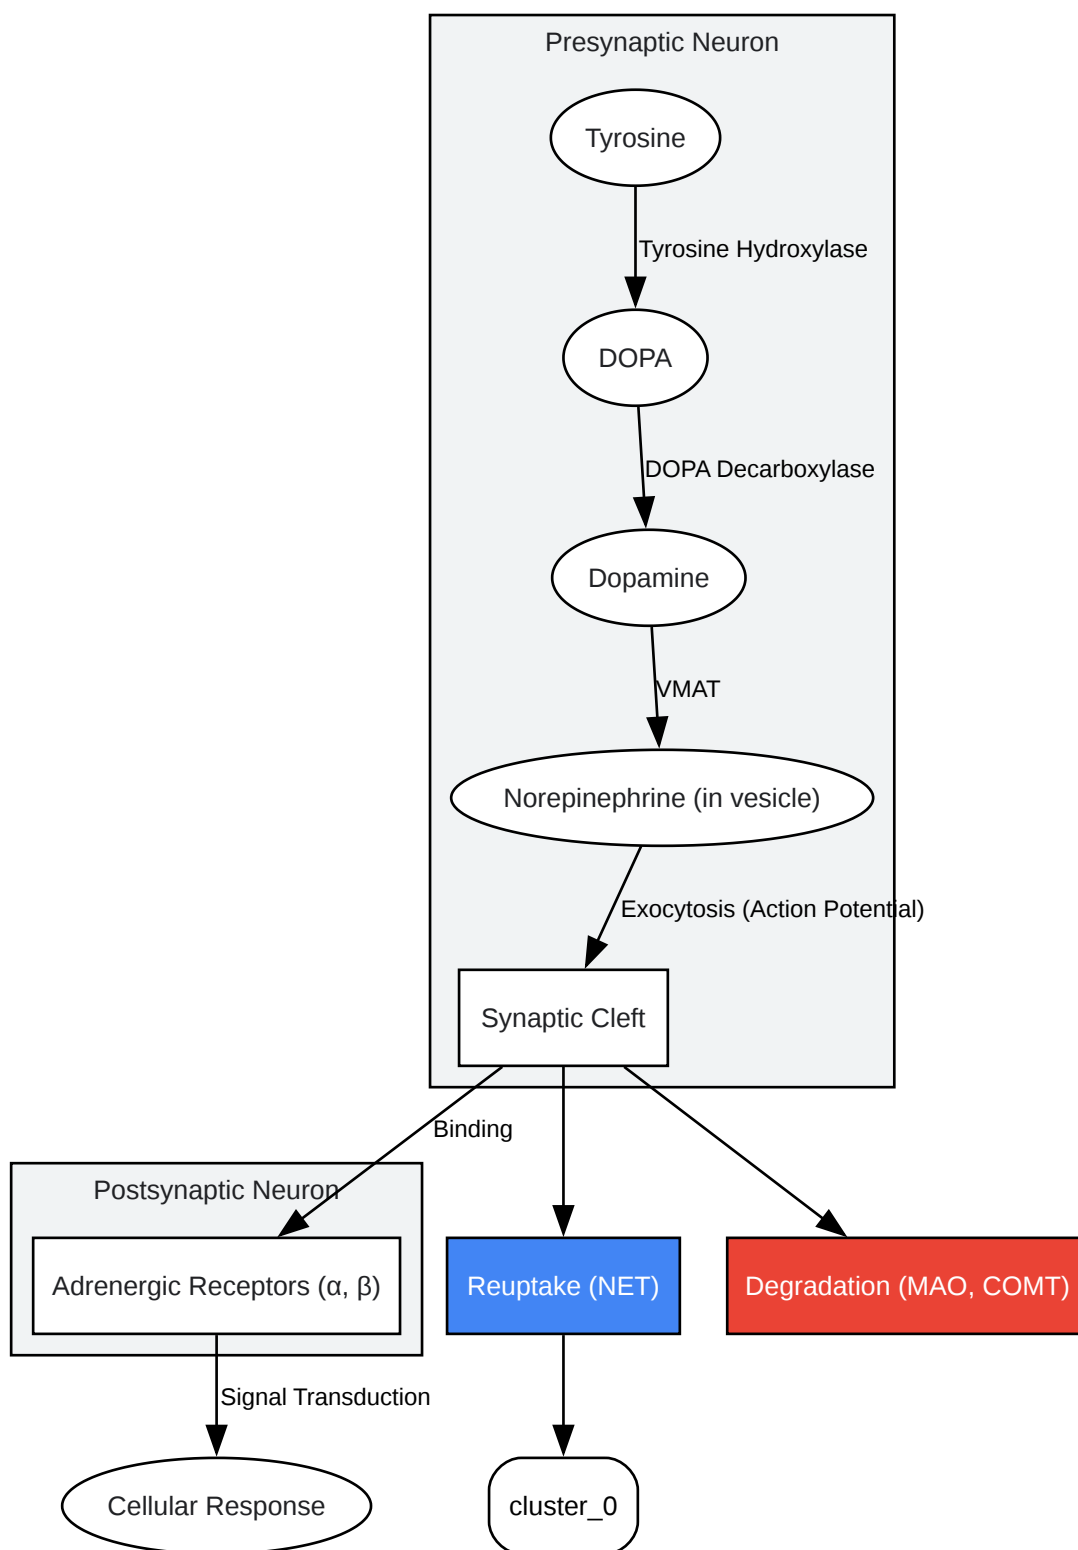 Presynaptic Neuron
Tyrosine
Tyrosine Hydroxylase
DOPA
DOPA Decarboxylase
Dopamine
VMAT
Norepinephrine (in vesicle)
Exocytosis (Action Potential)
Synaptic Cleft
Binding
Postsynaptic Neuron
Adrenergic Receptors (α, β)
Reuptake (NET)
Degradation (MAO, COMT)
Signal Transduction
Cellular Response
cluster_0